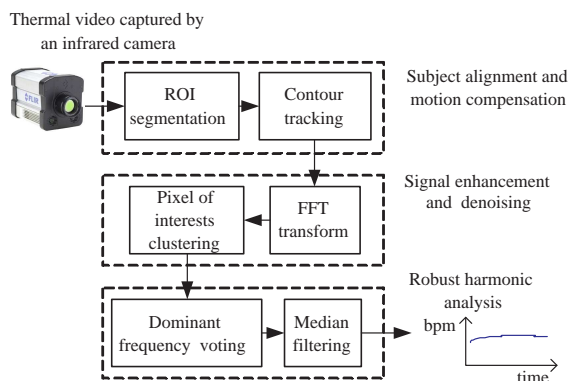 Thermal video captured by
an infrared camera
FLIR
ROI
segmentation
Contour
tracking
Subject alignment and
motion compensation
Pixel of
interests
clustering
FFT
transform
Signal enhancement
and denoising
Dominant
frequency voting
Median
filtering
Robust harmonic
analysis
bpm
time